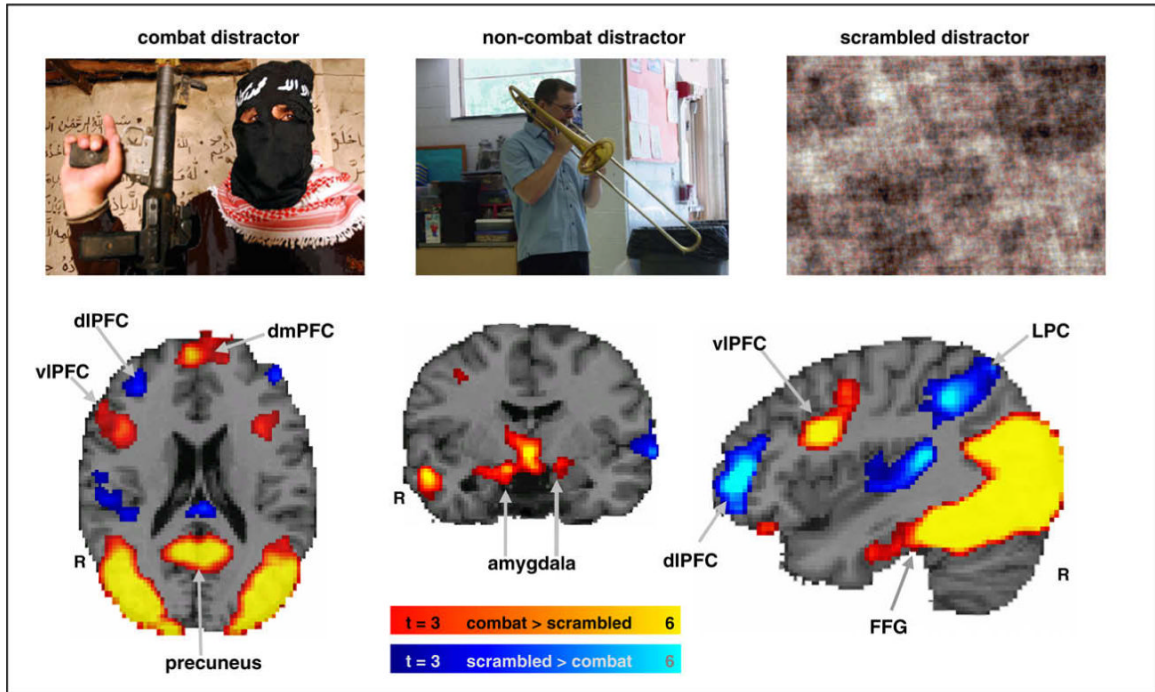 combat distractor
non-combat distractor
scrambled distractor
dlPFC
dmPFC
vlPFC
R
precuneus
R
amygdala
vlPFC
LPC
dlPFC
FFG
R
t = 3 combat > scrambled 6
t = 3 scrambled > combat 6